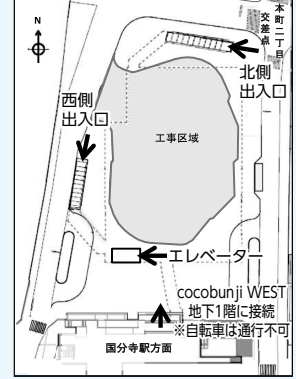 N
本町二丁目
交差点
北側
出入口
西側
出入口
工事区域
エレベーター
cocobunji WEST
地下1階に接続
※自転車は通行不可
国分寺駅方面